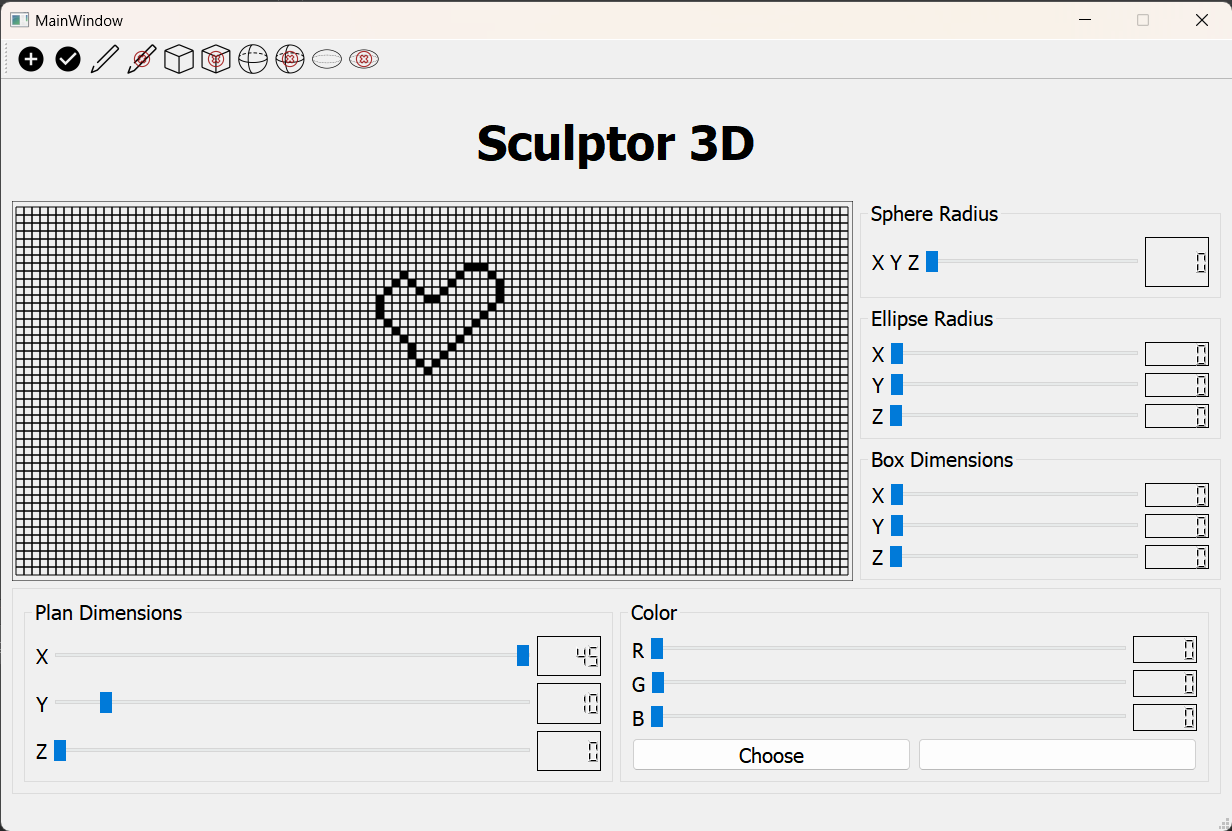 MainWindow
Sculptor 3D
Sphere Radius
X Y Z 0
Ellipse Radius
X 0
Y 0
Z 0
Box Dimensions
X 0
Y 0
Z 0
Plan Dimensions
X 45
Y 10
Z 0
Color
R 0
G 0
B 0
Choose